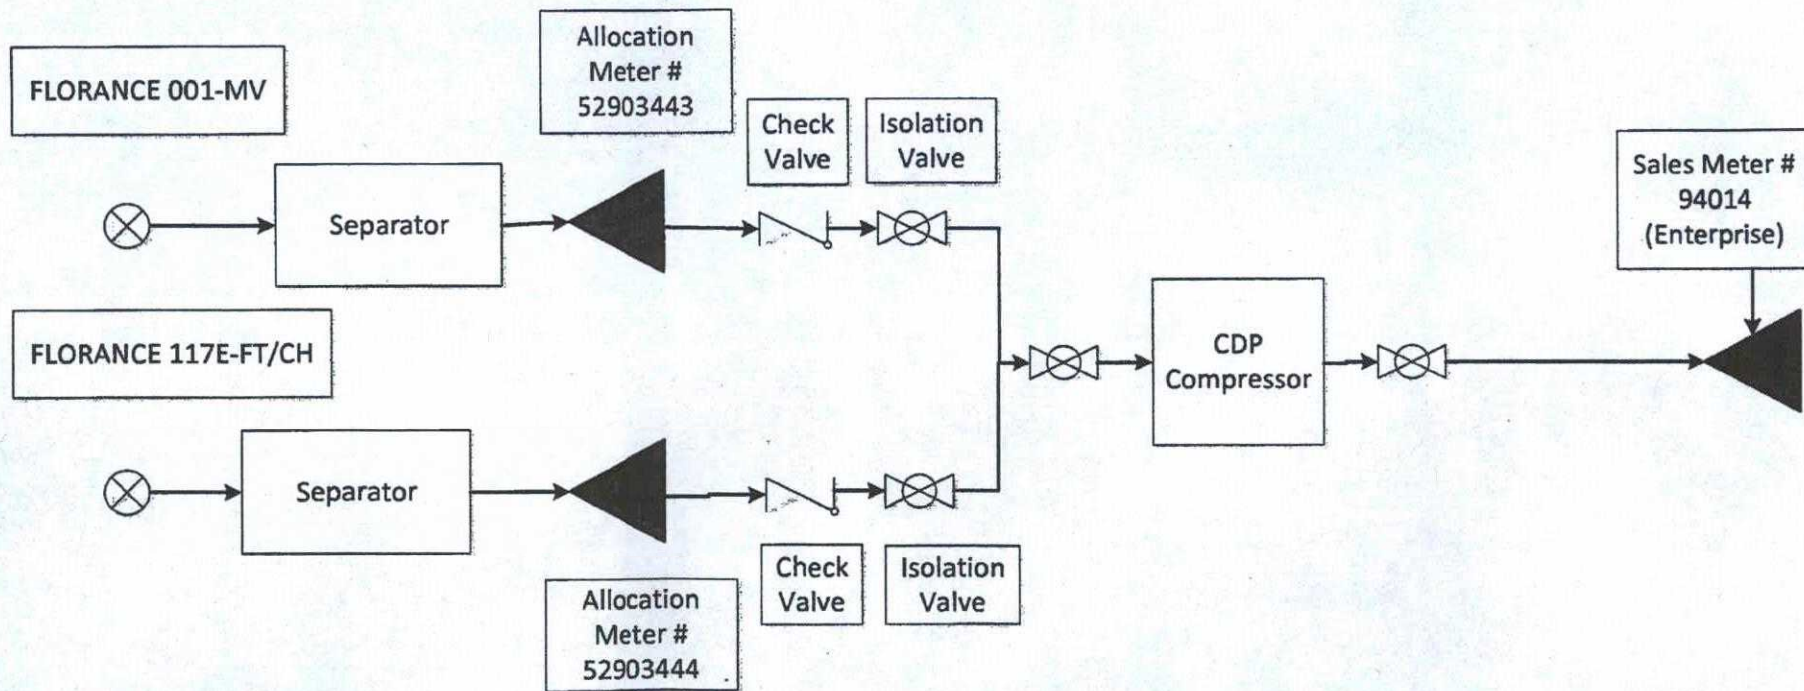 FLORANCE 001-MV
Allocation
Meter #
52903443
Check
Valve
Isolation
Valve
Separator
Sales Meter #
94014
(Enterprise)
FLORANCE 117E-FT/CH
CDP
Compressor
Separator
Allocation
Meter #
52903444
Check
Valve
Isolation
Valve